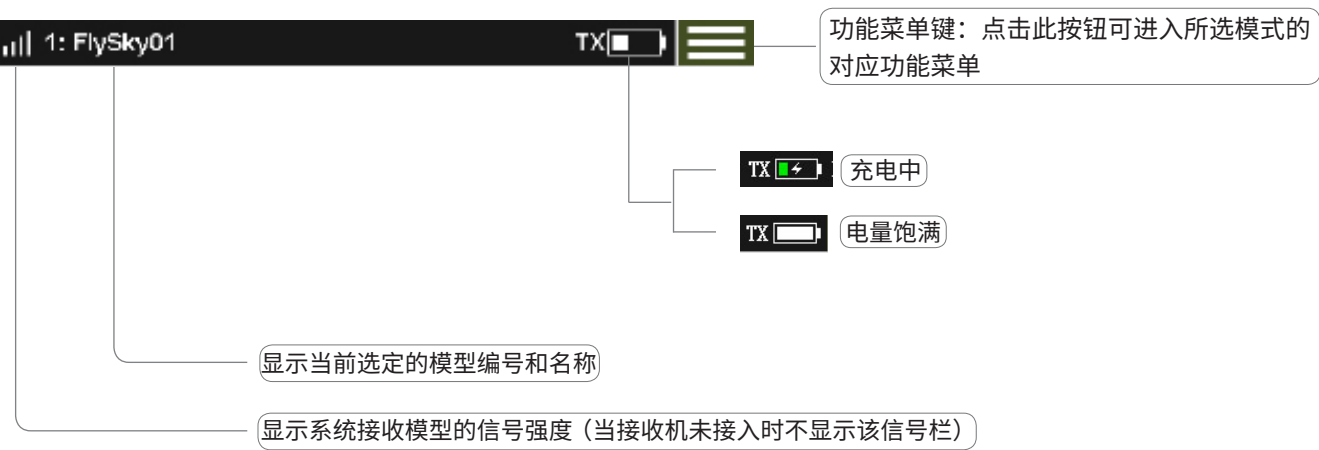 1: FlySky01
TX
功能菜单键：点击此按钮可进入所选模式的
对应功能菜单
TX 充电中
TX 电量饱满
显示当前选定的模型编号和名称
显示系统接收模型的信号强度（当接收机未接入时不显示该信号栏）